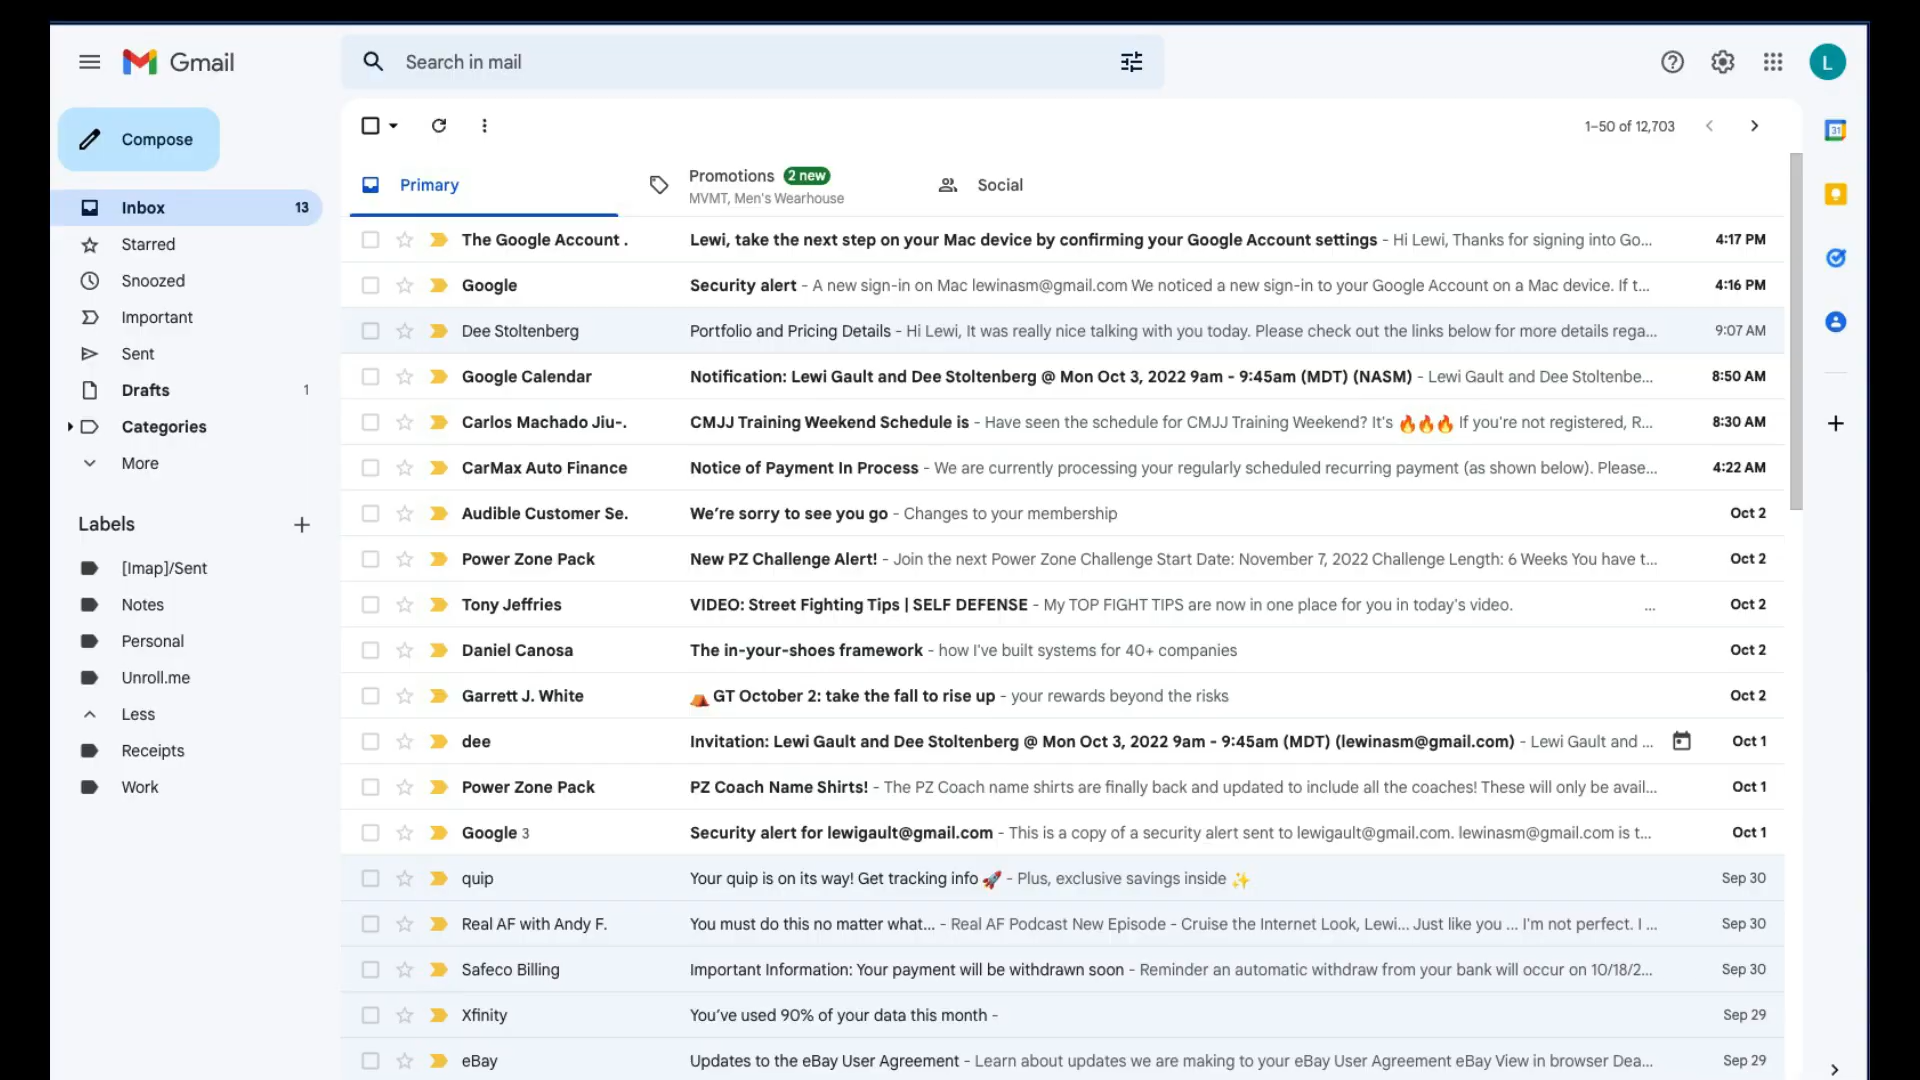 Gmail
Search in mail
L
Compose
1–50 of 12,703
Primary
Promotions 2 new
MVMT, Men's Wearhouse
Social
Inbox 13
Starred
Snoozed
Important
Sent
Drafts 1
Categories
More
Labels
[Imap]/Sent
Notes
Personal
Unroll.me
Less
Receipts
Work
The Google Account . Lewi, take the next step on your Mac device by confirming your Google Account settings - Hi Lewi, Thanks for signing into Go... 4:17 PM
Google Security alert - A new sign-in on Mac lewinasm@gmail.com We noticed a new sign-in to your Google Account on a Mac device. If t... 4:16 PM
Dee Stoltenberg Portfolio and Pricing Details - Hi Lewi, It was really nice talking with you today. Please check out the links below for more details rega... 9:07 AM
Google Calendar Notification: Lewi Gault and Dee Stoltenberg @ Mon Oct 3, 2022 9am - 9:45am (MDT) (NASM) - Lewi Gault and Dee Stoltenbe... 8:50 AM
Carlos Machado Jiu-. CMJJ Training Weekend Schedule is - Have seen the schedule for CMJJ Training Weekend? It's 🔥🔥🔥 If you're not registered, R... 8:30 AM
CarMax Auto Finance Notice of Payment In Process - We are currently processing your regularly scheduled recurring payment (as shown below). Please... 4:22 AM
Audible Customer Se. We’re sorry to see you go - Changes to your membership Oct 2
Power Zone Pack New PZ Challenge Alert! - Join the next Power Zone Challenge Start Date: November 7, 2022 Challenge Length: 6 Weeks You have t... Oct 2
Tony Jeffries VIDEO: Street Fighting Tips | SELF DEFENSE - My TOP FIGHT TIPS are now in one place for you in today's video. ... Oct 2
Daniel Canosa The in-your-shoes framework - how I've built systems for 40+ companies Oct 2
Garrett J. White ⛺ GT October 2: take the fall to rise up - your rewards beyond the risks Oct 2
dee Invitation: Lewi Gault and Dee Stoltenberg @ Mon Oct 3, 2022 9am - 9:45am (MDT) (lewinasm@gmail.com) - Lewi Gault and ... Oct 1
Power Zone Pack PZ Coach Name Shirts! - The PZ Coach name shirts are finally back and updated to include all the coaches! These will only be avail... Oct 1
Google 3 Security alert for lewigault@gmail.com - This is a copy of a security alert sent to lewigault@gmail.com. lewinasm@gmail.com is t... Oct 1
quip Your quip is on its way! Get tracking info 🚀 - Plus, exclusive savings inside ✨ Sep 30
Real AF with Andy F. You must do this no matter what... - Real AF Podcast New Episode - Cruise the Internet Look, Lewi... Just like you ... I'm not perfect. I ... Sep 30
Safeco Billing Important Information: Your payment will be withdrawn soon - Reminder an automatic withdraw from your bank will occur on 10/18/2... Sep 30
Xfinity You’ve used 90% of your data this month - Sep 29
eBay Updates to the eBay User Agreement - Learn about updates we are making to your eBay User Agreement eBay View in browser Dea... Sep 29
31